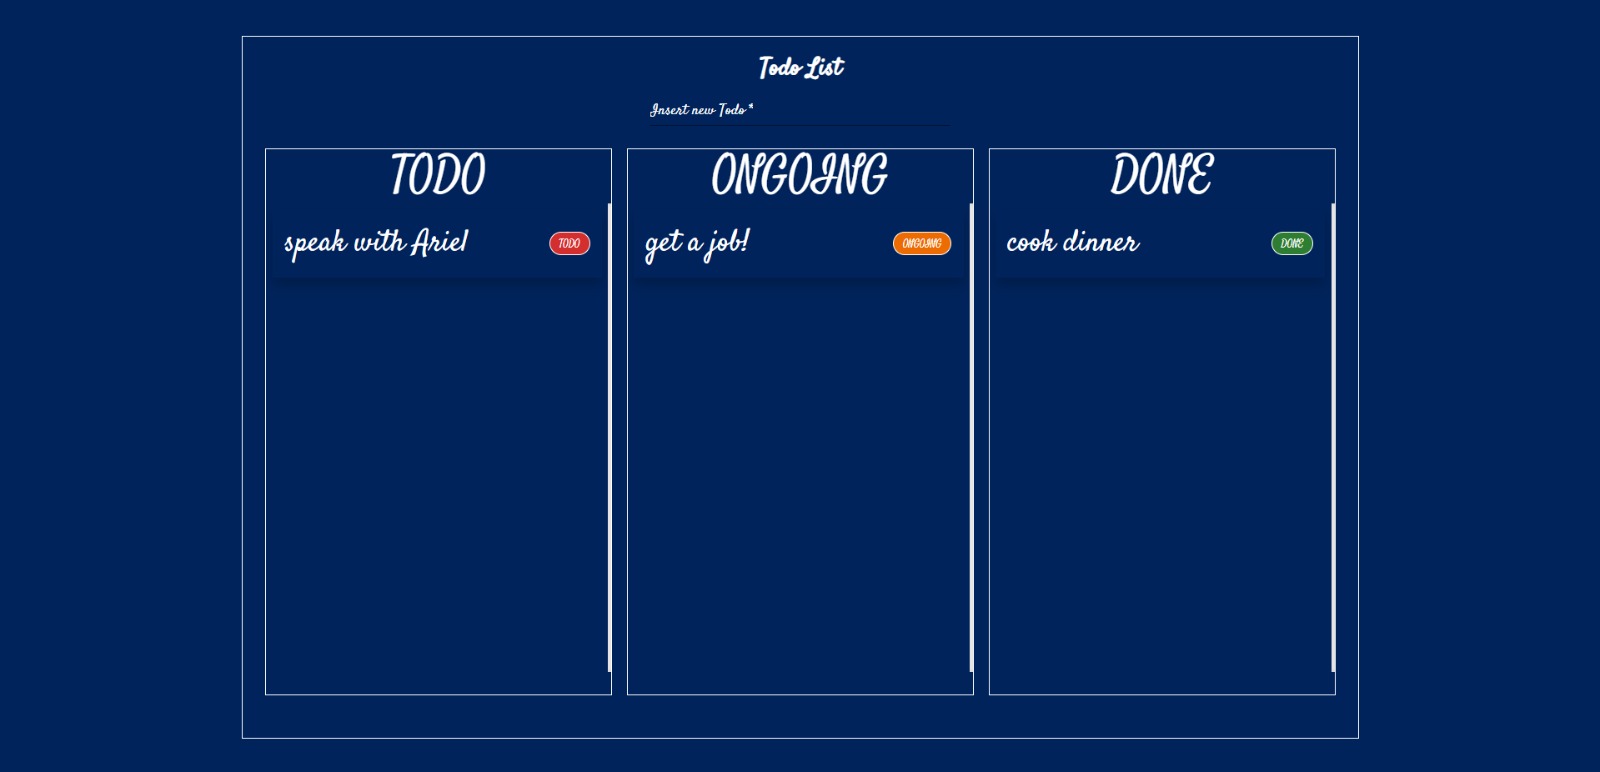 Todo List
Insert new Todo *
TODO
speak with Ariel
TODO
ONGOING
get a job!
ONGOING
DONE
cook dinner
DONE